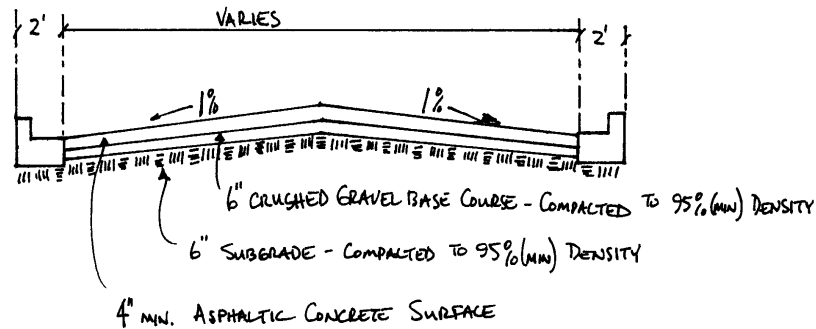 2' VARIES 2'
1% 1%
6" CRUSHED GRAVEL BASE COURSE - COMPACTED TO 95% (MIN) DENSITY
6" SUBGRADE - COMPACTED TO 95% (MIN) DENSITY
4" MIN. ASPHALTIC CONCRETE SURFACE